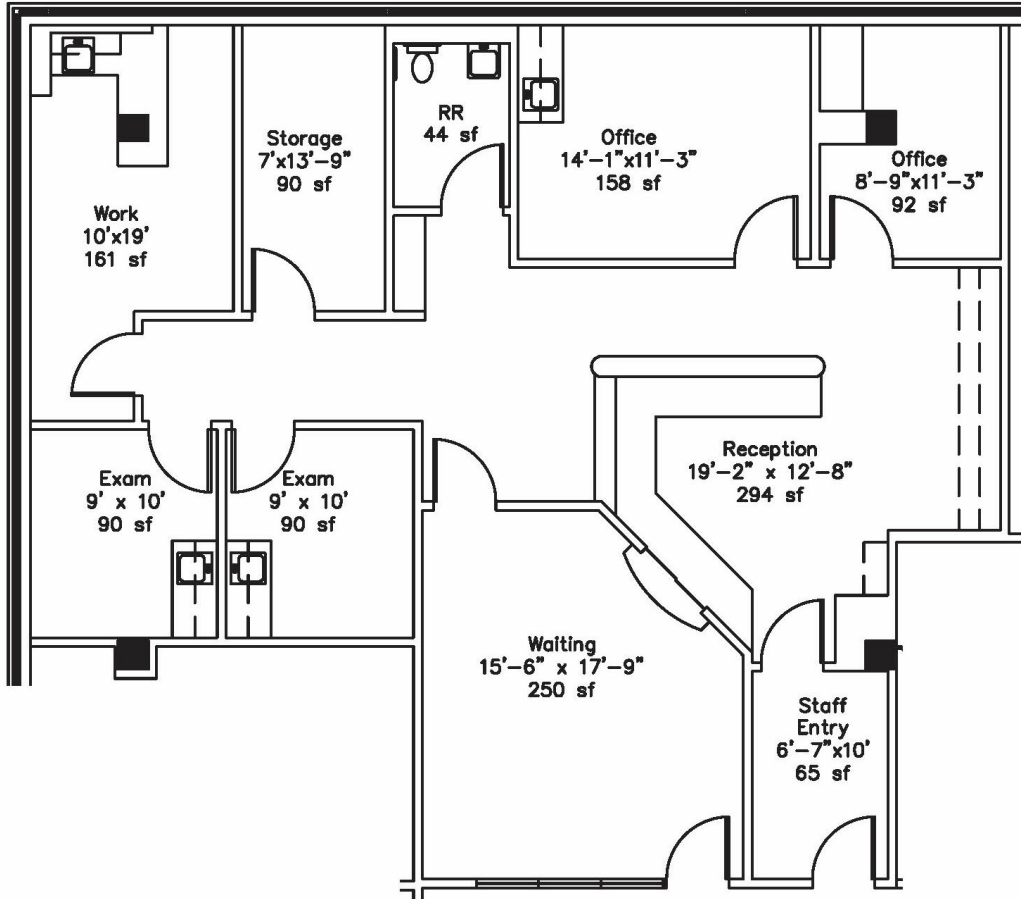 RR
44 sf
Storage
7'x13'-9"
90 sf
Office
14'-1"x11'-3"
158 sf
Office
8'-9"x11'-3"
92 sf
Work
10'x19'
161 sf
Exam
9' x 10'
90 sf
Exam
9' x 10'
90 sf
Reception
19'-2" x 12'-8"
294 sf
Waiting
15'-6" x 17'-9"
250 sf
Staff
Entry
6'-7"x10'
65 sf